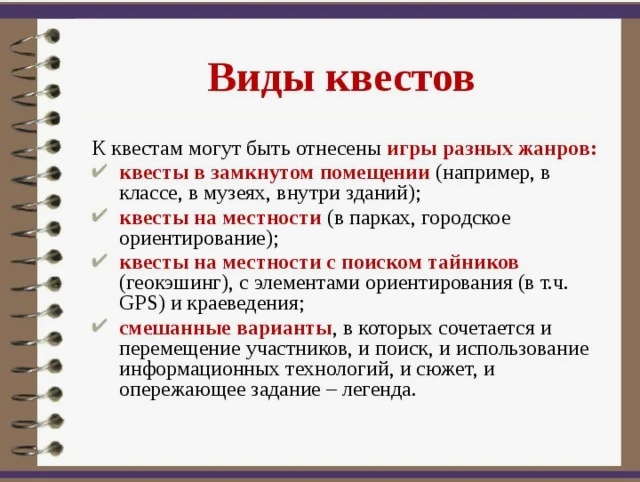 Виды квестов
К квестам могут быть отнесены игры разных жанров:
квесты в замкнутом помещении (например, в
классе, в музеях, внутри зданий);
квесты на местности (в парках, городское
ориентирование);
квесты на местности с поиском тайников
(геокэшинг), с элементами ориентирования (в т.ч.
GPS) и краеведения;
смешанные варианты, в которых сочетается и
перемещение участников, и поиск, и использование
информационных технологий, и сюжет, и
опережающее задание – легенда.